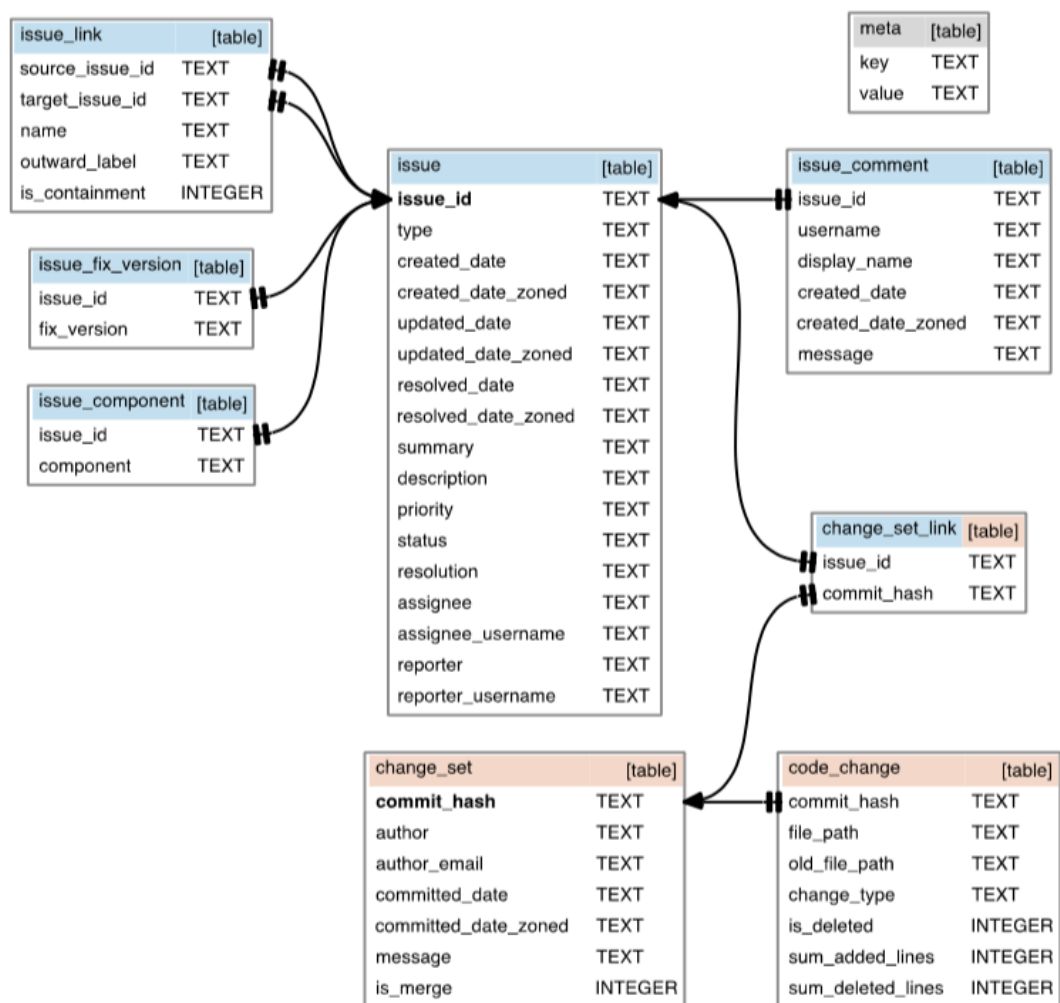 issue_link [table]
source_issue_id TEXT
target_issue_id TEXT
name TEXT
outward_label TEXT
is_containment INTEGER
meta [table]
key TEXT
value TEXT
issue_fix_version [table]
issue_id TEXT
fix_version TEXT
issue_component [table]
issue_id TEXT
component TEXT
issue [table]
issue_id TEXT
type TEXT
created_date TEXT
created_date_zoned TEXT
updated_date TEXT
updated_date_zoned TEXT
resolved_date TEXT
resolved_date_zoned TEXT
summary TEXT
description TEXT
priority TEXT
status TEXT
resolution TEXT
assignee TEXT
assignee_username TEXT
reporter TEXT
reporter_username TEXT
issue_comment [table]
issue_id TEXT
username TEXT
display_name TEXT
created_date TEXT
created_date_zoned TEXT
message TEXT
change_set_link [table]
issue_id TEXT
commit_hash TEXT
change_set [table]
commit_hash TEXT
author TEXT
author_email TEXT
committed_date TEXT
committed_date_zoned TEXT
message TEXT
is_merge INTEGER
code_change [table]
commit_hash TEXT
file_path TEXT
old_file_path TEXT
change_type TEXT
is_deleted INTEGER
sum_added_lines INTEGER
sum_deleted_lines INTEGER